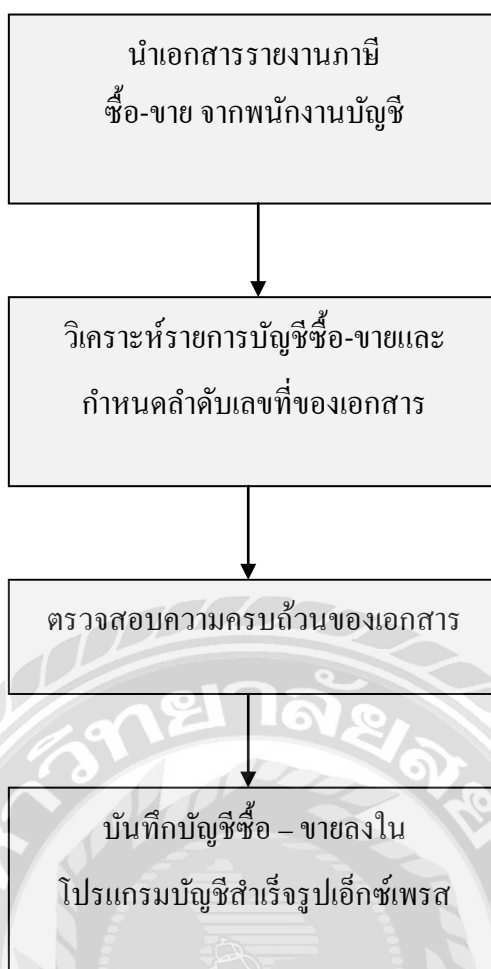 นำเอกสารรายงานภาษี
ซื้อ-ขาย จากพนักงานบัญชี
วิเคราะห์รายการบัญชีซื้อ-ขายและ
กำหนดลำดับเลขที่ของเอกสาร
ตรวจสอบความครบถ้วนของเอกสาร
บันทึกบัญชีซื้อ – ขายลงใน
โปรแกรมบัญชีสำเร็จรูปเอ็กซ์เพรส